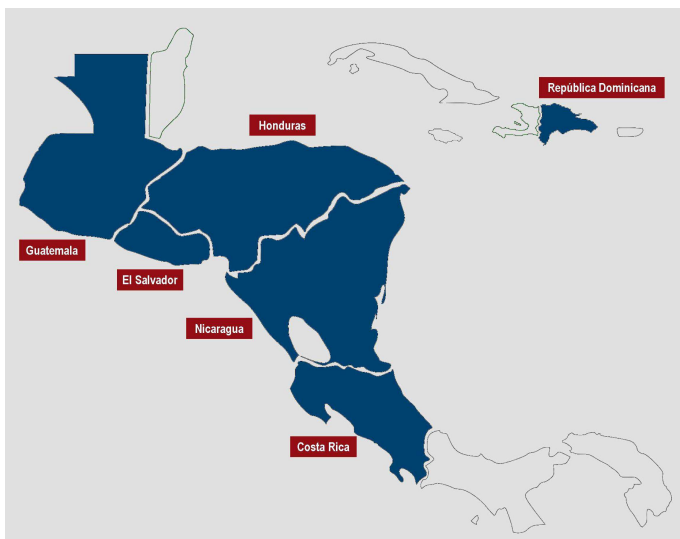 República Dominicana
Honduras
Guatemala
El Salvador
Nicaragua
Costa Rica